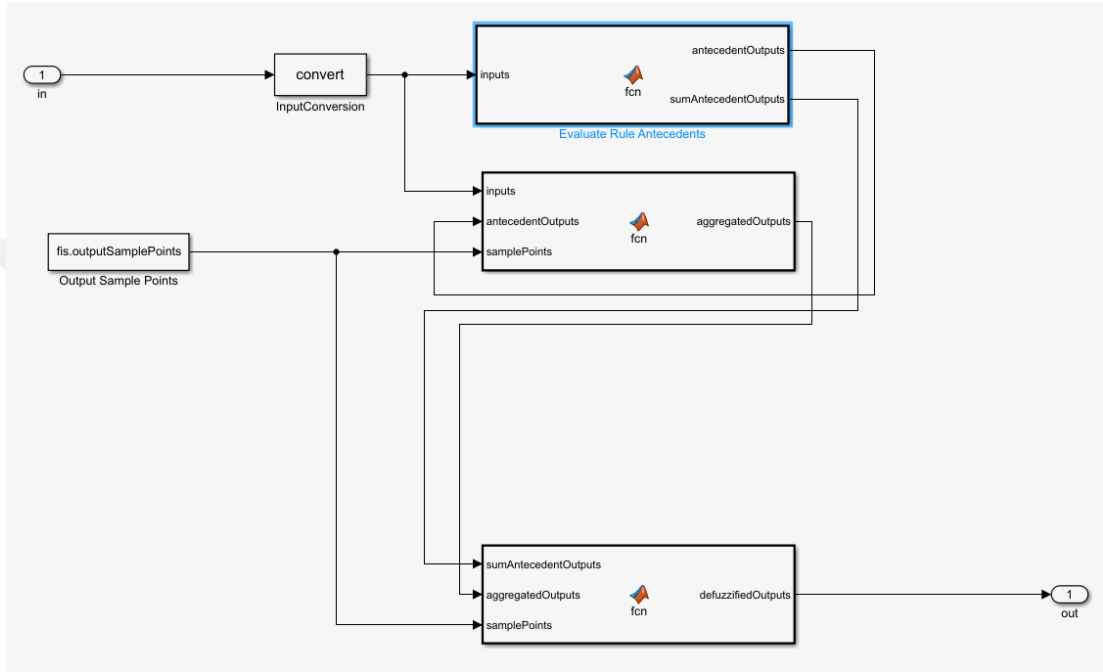 1
in
convert
InputConversion
inputs
fcn
antecedentOutputs
sumAntecedentOutputs
Evaluate Rule Antecedents
inputs
antecedentOutputs
samplePoints
fcn
aggregatedOutputs
fis.outputSamplePoints
Output Sample Points
sumAntecedentOutputs
aggregatedOutputs
samplePoints
fcn
defuzzifiedOutputs
1
out